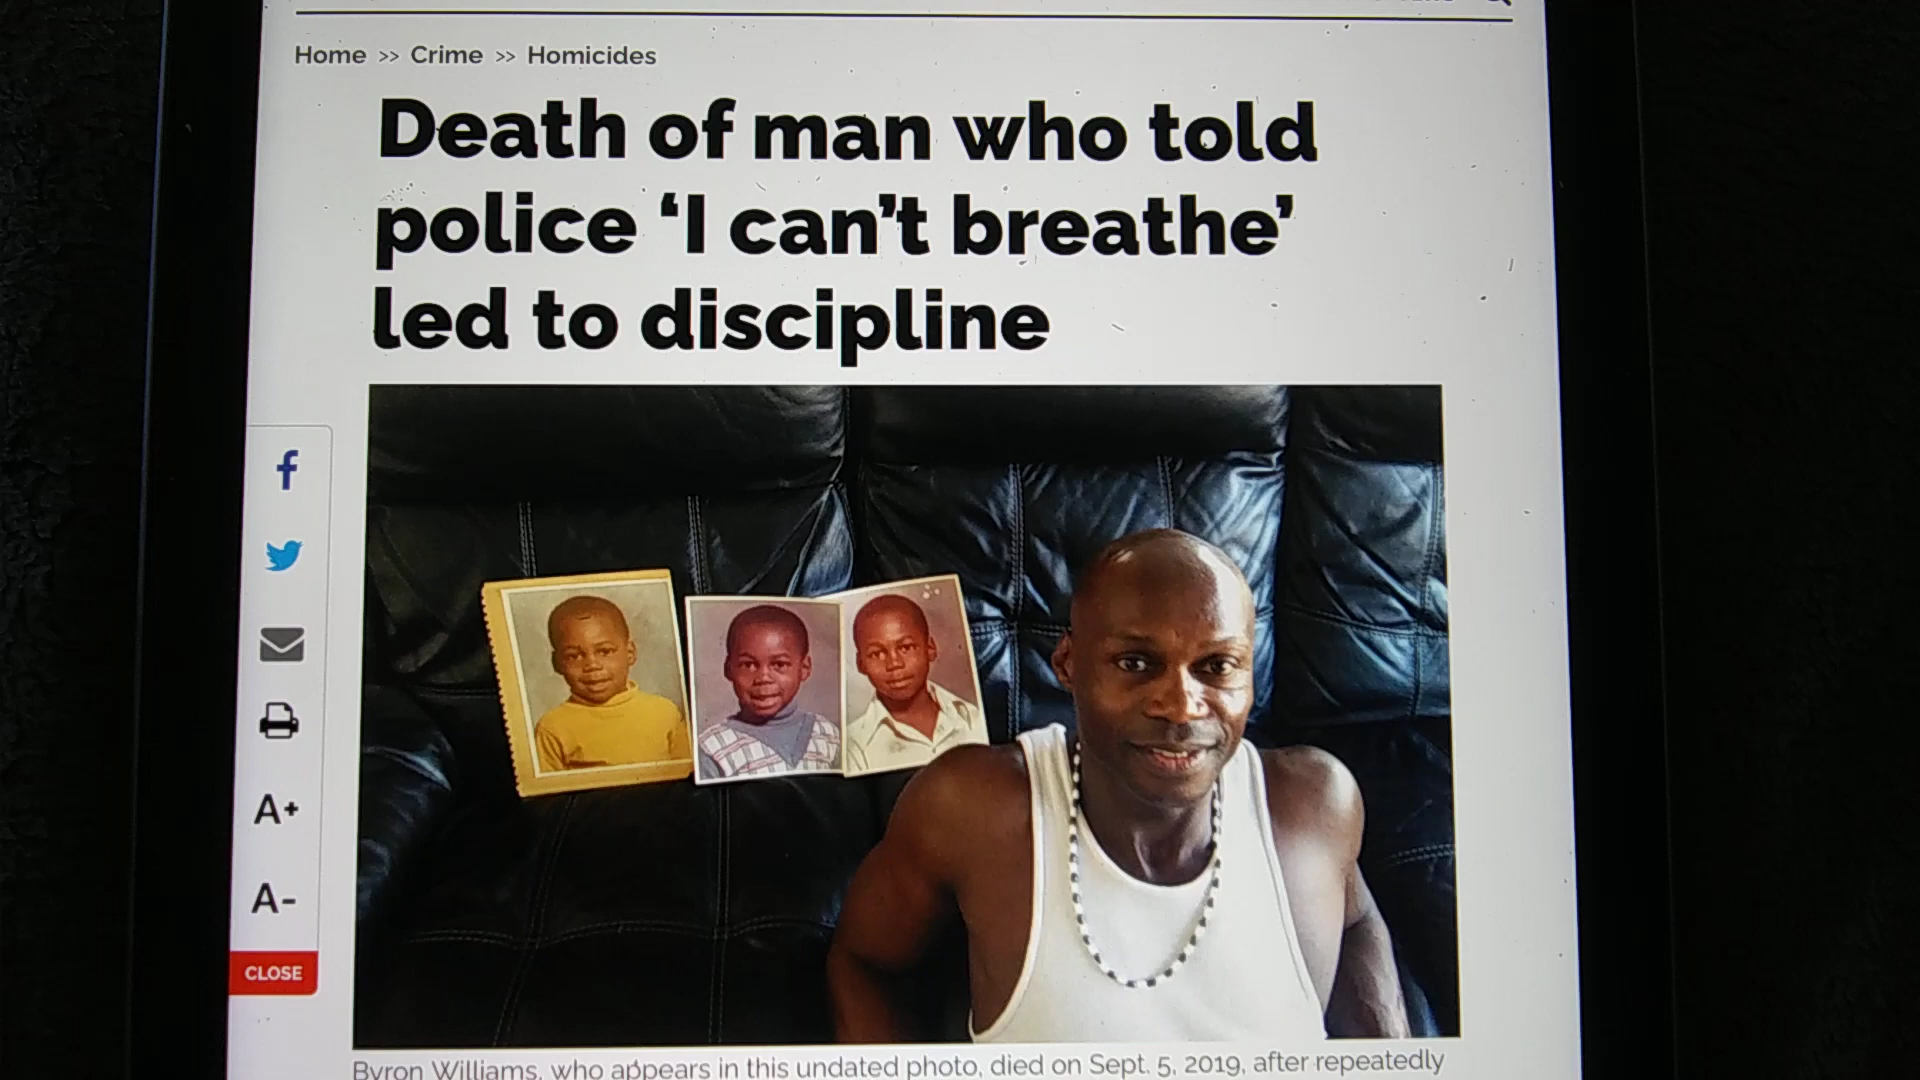 Home >> Crime >> Homicides
Death of man who told
police ‘I can’t breathe’
led to discipline
f
A+
A-
CLOSE
Byron Williams, who appears in this undated photo, died on Sept. 5, 2019, after repeatedly